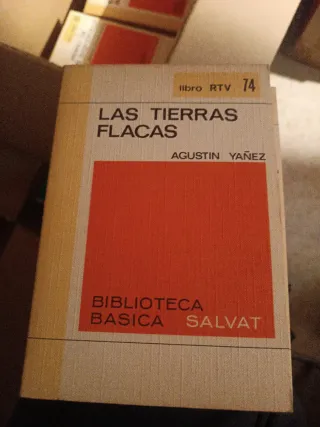 libro RTV 74
LAS TIERRAS
FLACAS
AGUSTIN YAÑEZ
BIBLIOTECA
BASICA SALVAT